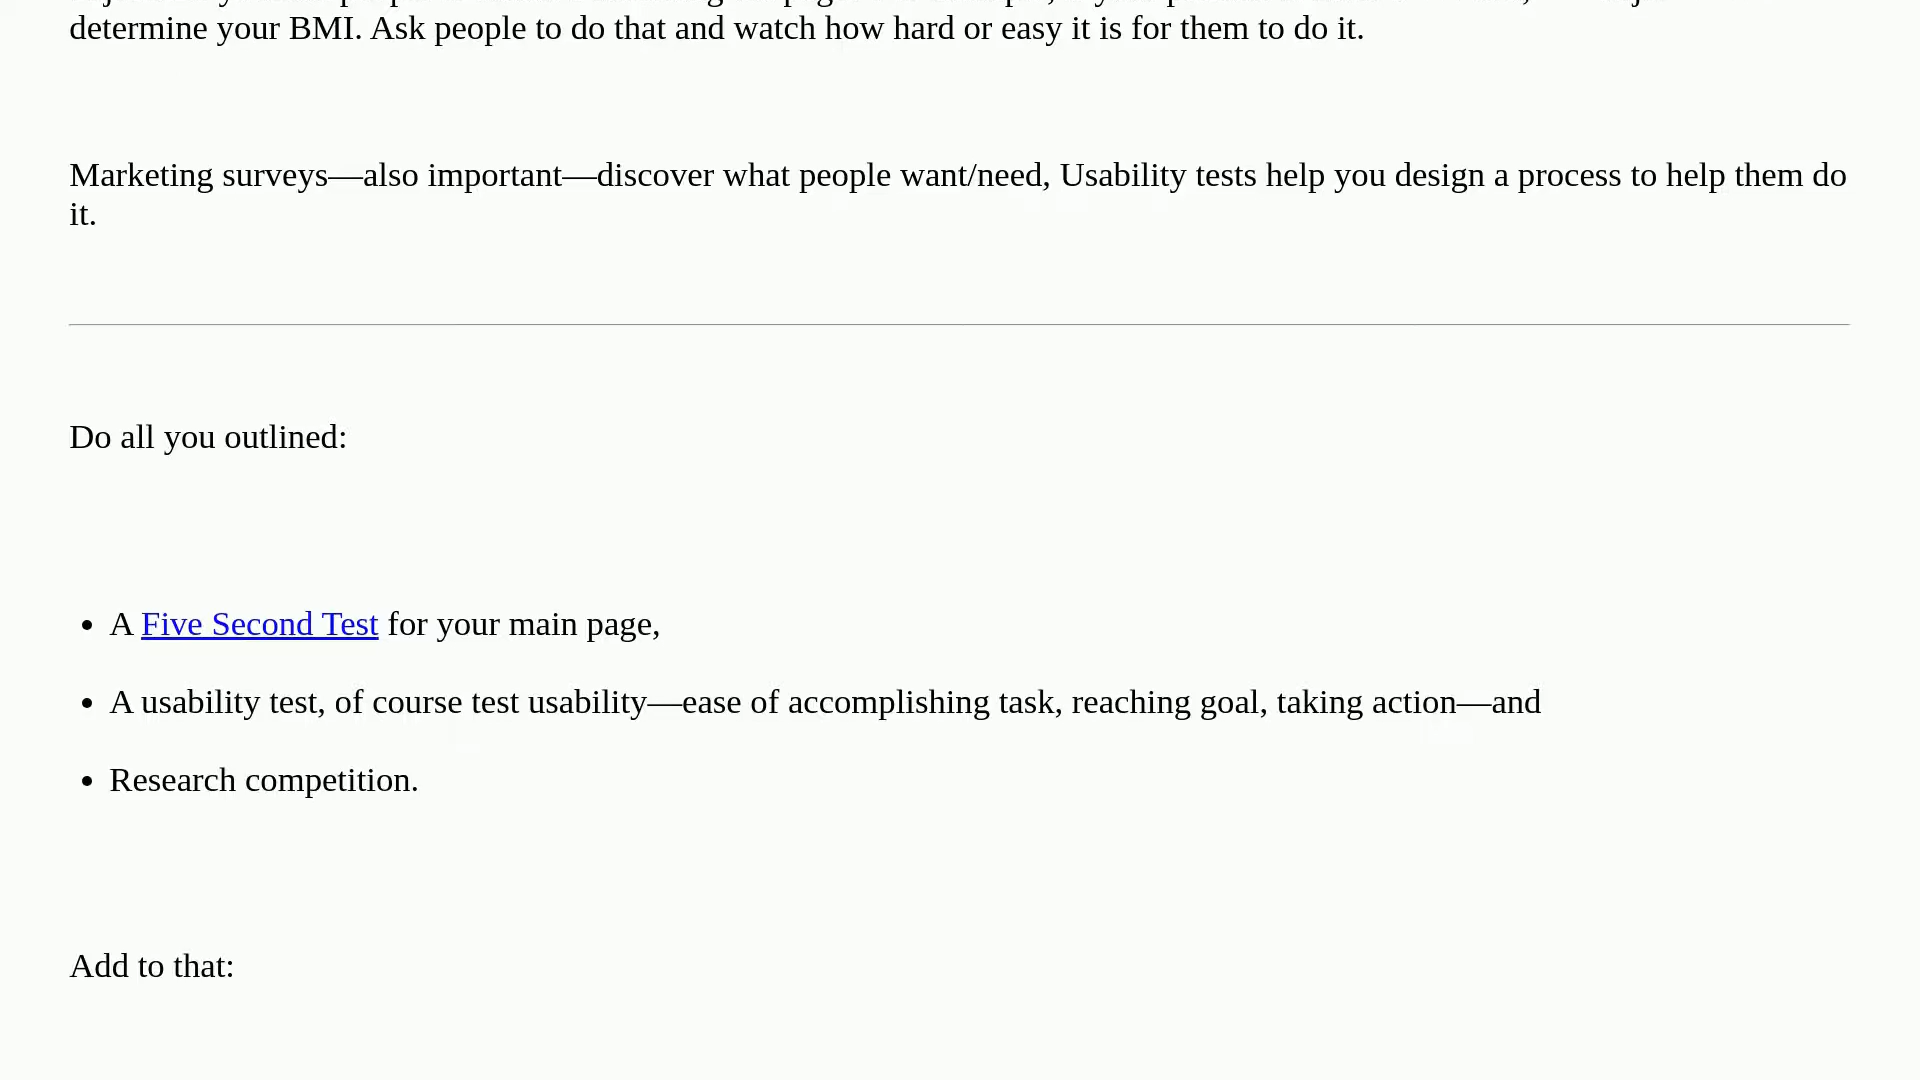 determine your BMI. Ask people to do that and watch how hard or easy it is for them to do it.
Marketing surveys—also important—discover what people want/need, Usability tests help you design a process to help them do
it.
Do all you outlined:
• A Five Second Test for your main page,
• A usability test, of course test usability—ease of accomplishing task, reaching goal, taking action—and
• Research competition.
Add to that: